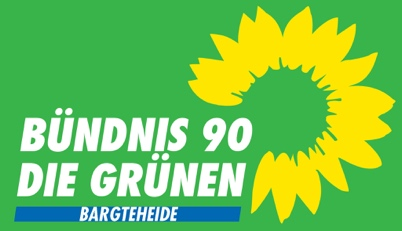 BÜNDNIS 90
DIE GRÜNEN
BARGTEHEIDE